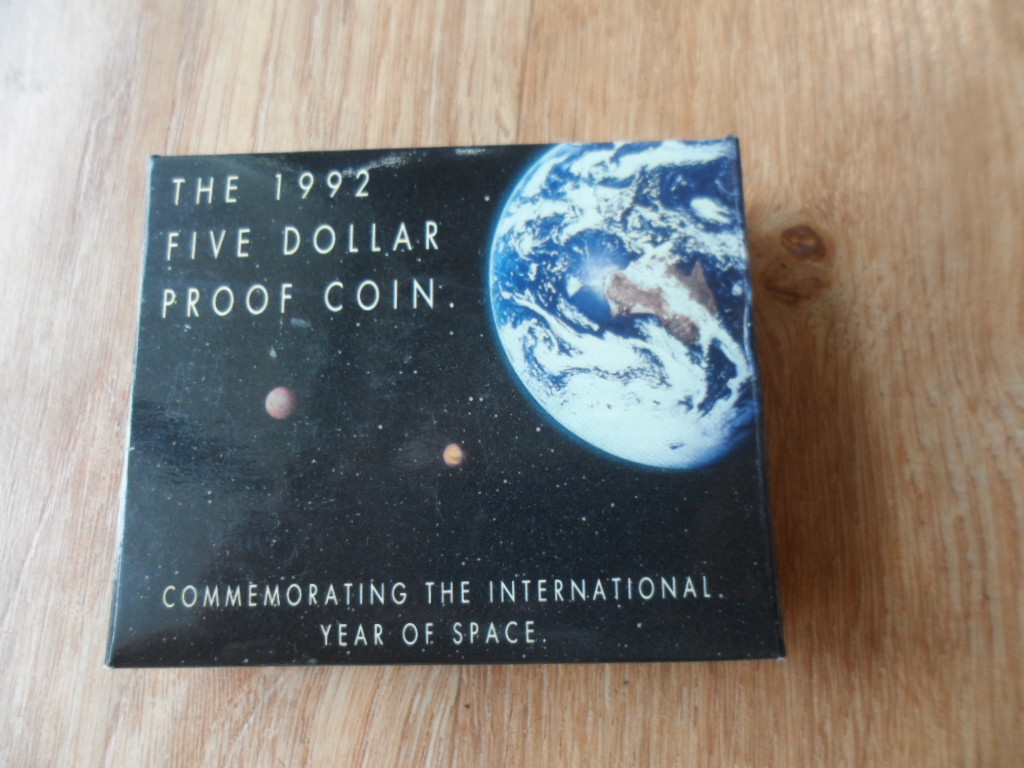 THE 1992
FIVE DOLLAR
PROOF COIN.
COMMEMORATING THE INTERNATIONAL.
YEAR OF SPACE.